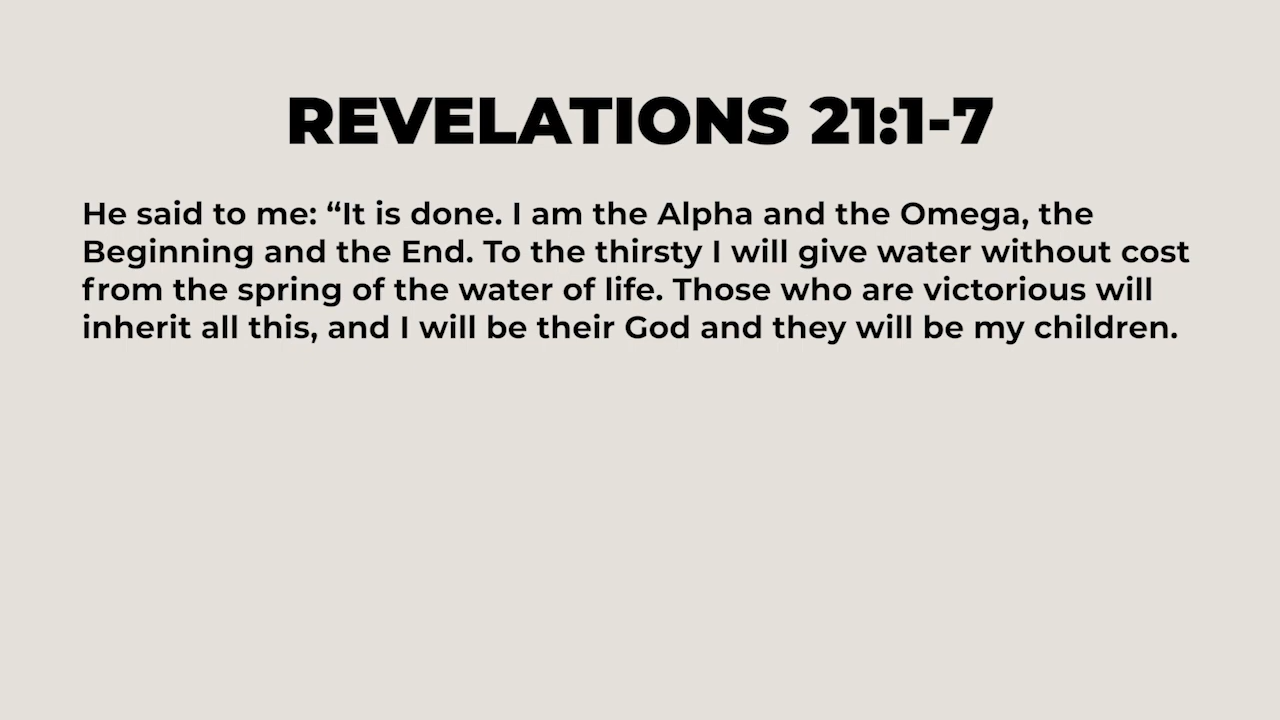 REVELATIONS 21:1-7
He said to me: “It is done. I am the Alpha and the Omega, the
Beginning and the End. To the thirsty I will give water without cost
from the spring of the water of life. Those who are victorious will
inherit all this, and I will be their God and they will be my children.